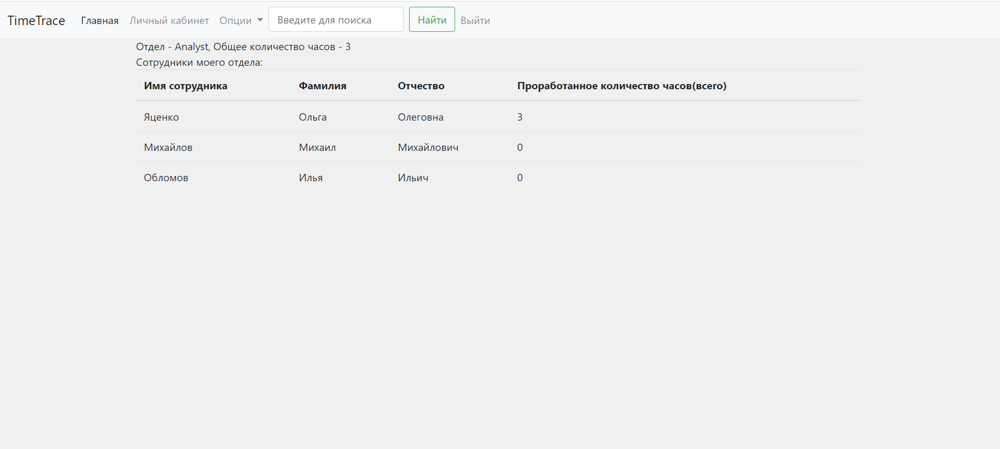 TimeTrace Главная Личный кабинет Опции Введите для поиска Найти Выйти
Отдел - Analyst, Общее количество часов - 3
Сотрудники моего отдела:
Имя сотрудника Фамилия Отчество Проработанное количество часов(всего)
Яценко Ольга Олеговна 3
Михайлов Михаил Михайлович 0
Обломов Илья Ильич 0